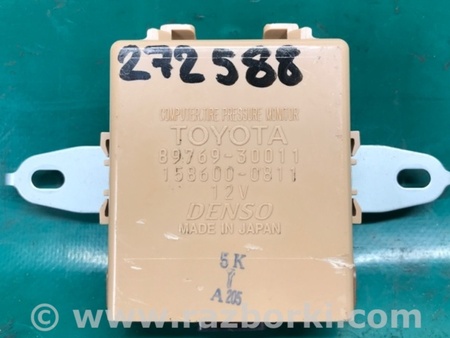 272588
COMPUTER,TIRE PRESSURE MONITOR
TOYOTA
89769-30011
158600-0811
12V
DENSO
MADE IN JAPAN
5K
A 205
www.razborki.com